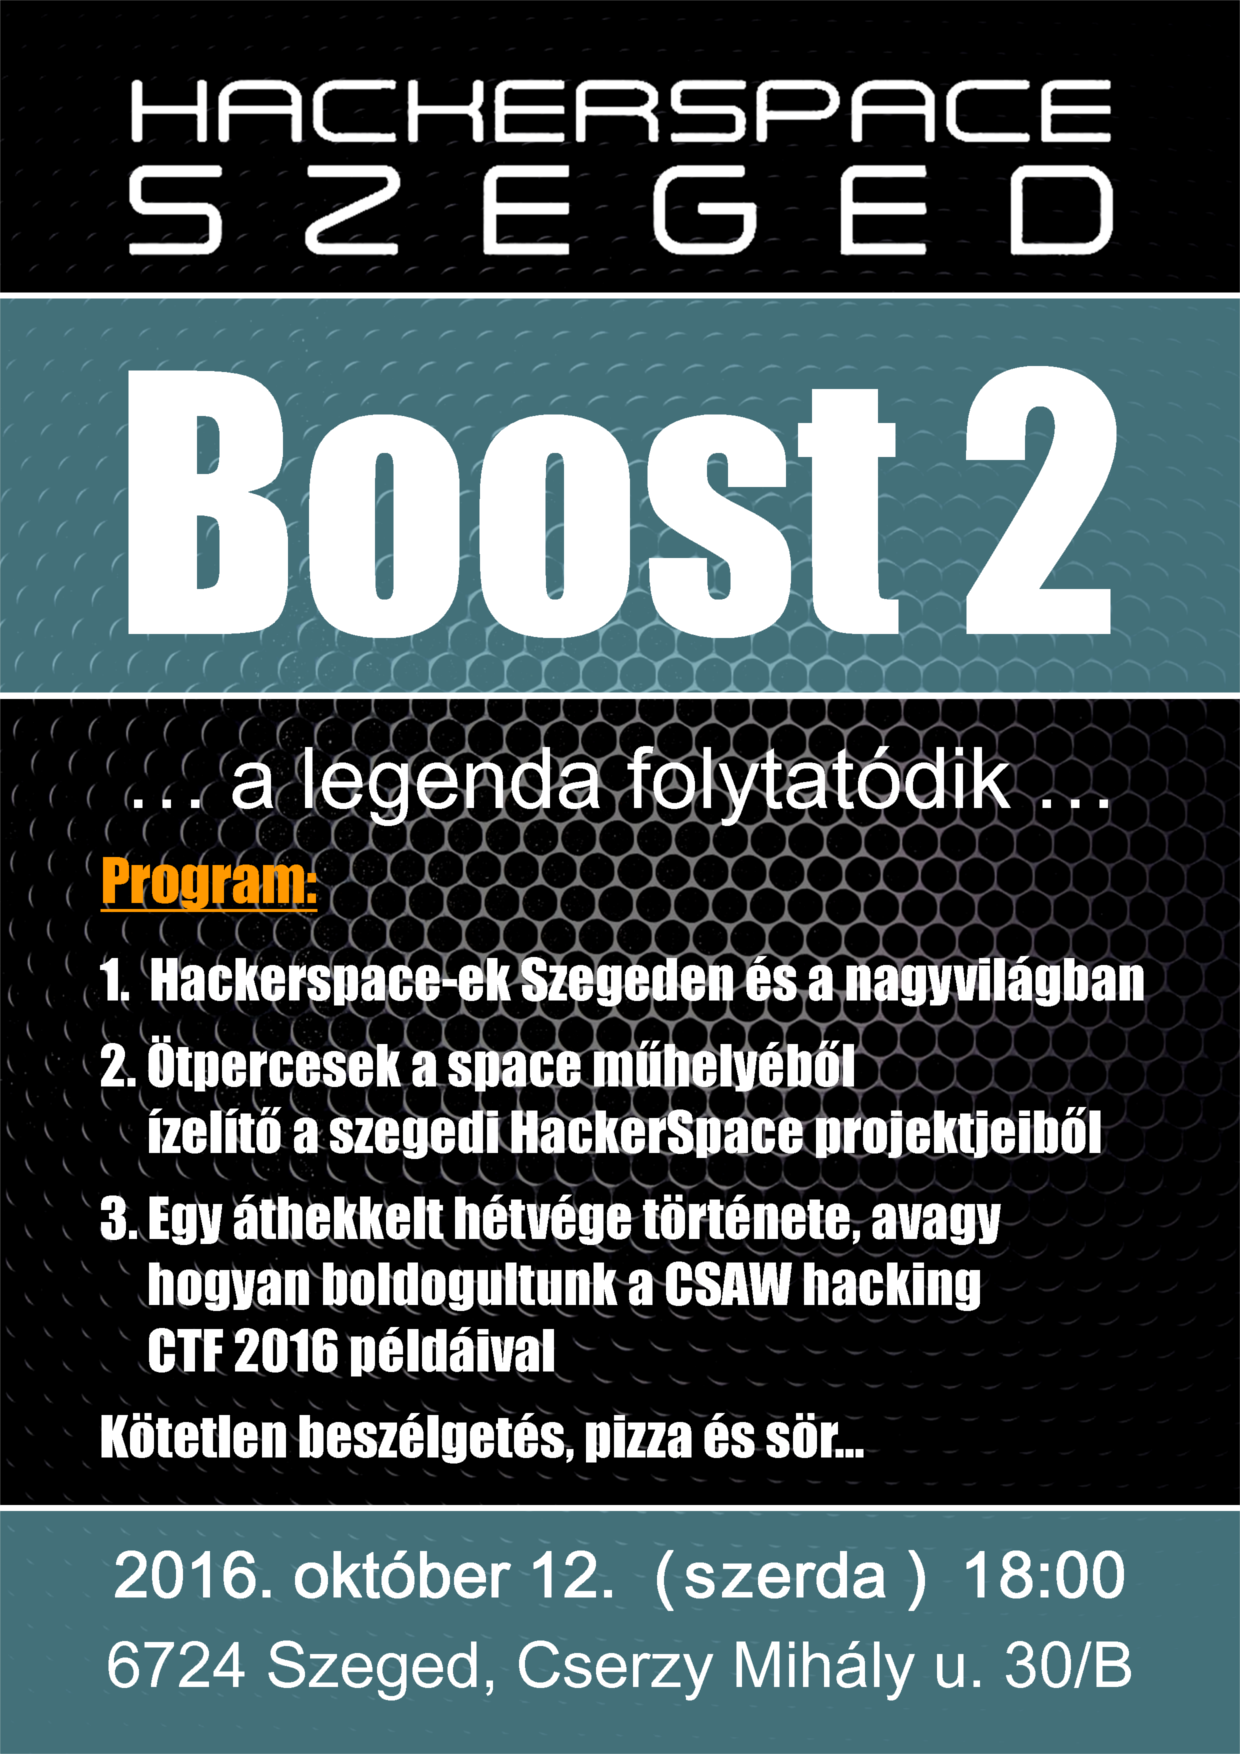 HACKERSPACE
SZEGED
Boost 2
... a legenda folytatódik ...
Program:
1. Hackerspace-ek Szegeden és a nagyvilágban
2. Ötpercesek a space műhelyéből
ízelítő a szegedi HackerSpace projektjeiből
3. Egy áthekkelt hétvége története, avagy
hogyan boldogultunk a CSAW hacking
CTF 2016 példáival
Kötetlen beszélgetés, pizza és sör...
2016. október 12. (szerda) 18:00
6724 Szeged, Cserzy Mihály u. 30/B